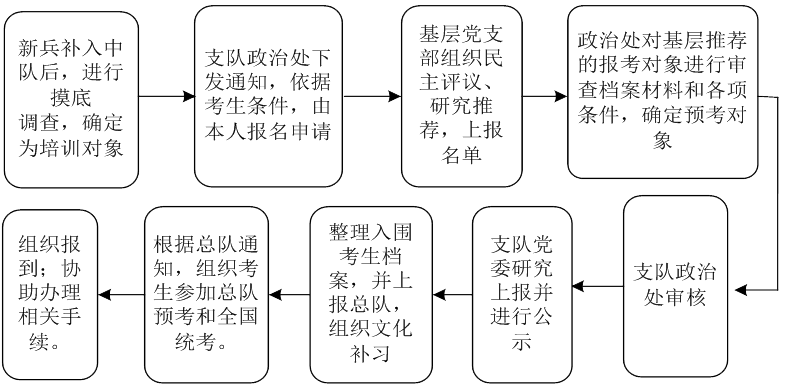 新兵补入中
队后，进行
摸底
调查，确定
为培训对象
支队政治处下
发通知，依据
考生条件，由
本人报名申请
基层党支
部组织民
主评议、
研究推
荐，上报
名单
政治处对基层推荐
的报考对象进行审
查档案材料和各项
条件，确定预考对
象
支队政治
处审核
支队党
委研究
上报并
进行公
示
整理入围
考生档
案，并上
报总队，
组织文化
补习
根据总队通
知，组织考
生参加总队
预考和全国
统考。
组织报
到；协
助办理
相关手
续。